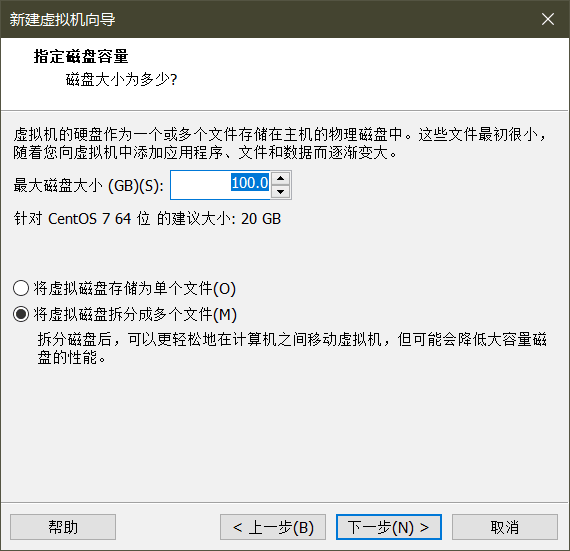 新建虚拟机向导
指定磁盘容量
磁盘大小为多少?
虚拟机的硬盘作为一个或多个文件存储在主机的物理磁盘中。这些文件最初很小，
随着您向虚拟机中添加应用程序、文件和数据而逐渐变大。
最大磁盘大小 (GB)(S): 100.0
针对 CentOS 7 64 位 的建议大小: 20 GB
将虚拟磁盘存储为单个文件(O)
将虚拟磁盘拆分成多个文件(M)
拆分磁盘后，可以更轻松地在计算机之间移动虚拟机，但可能会降低大容量磁
盘的性能。
帮助 < 上一步(B) 下一步(N) > 取消